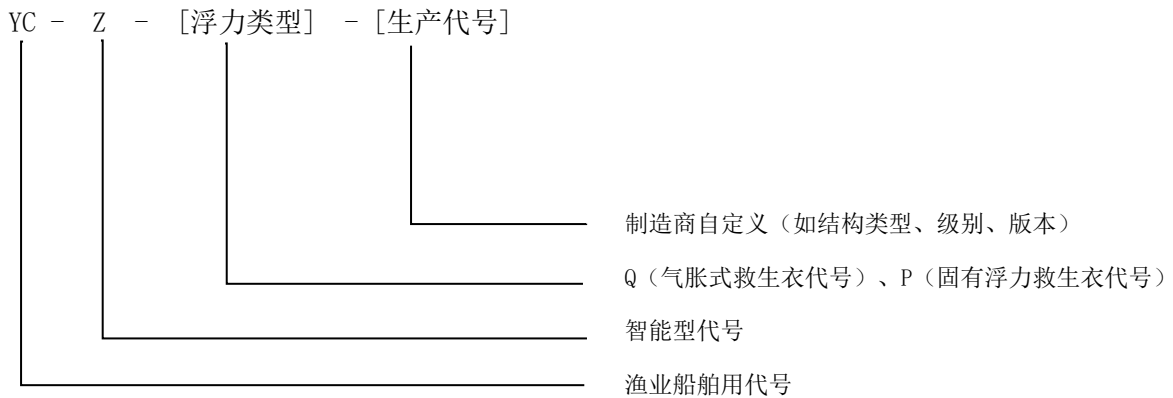 YC - Z - [浮力类型] -[生产代号]
制造商自定义（如结构类型、级别、版本）
Q（气胀式救生衣代号）、P（固有浮力救生衣代号）
智能型代号
渔业船舶用代号